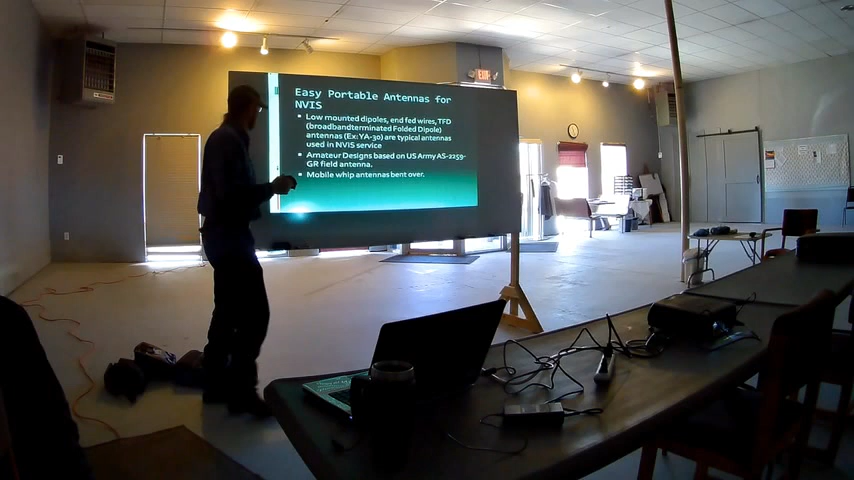 EXIT
Easy Portable Antennas for
NVIS
Low mounted dipoles, end fed wires, TFD
(broadbandterminated Folded Dipole)
antennas (Ex: YA-30) are typical antennas
used in NVIS service
Amateur Designs based on US Army AS-2259-
GR field antenna.
Mobile whip antennas bent over.